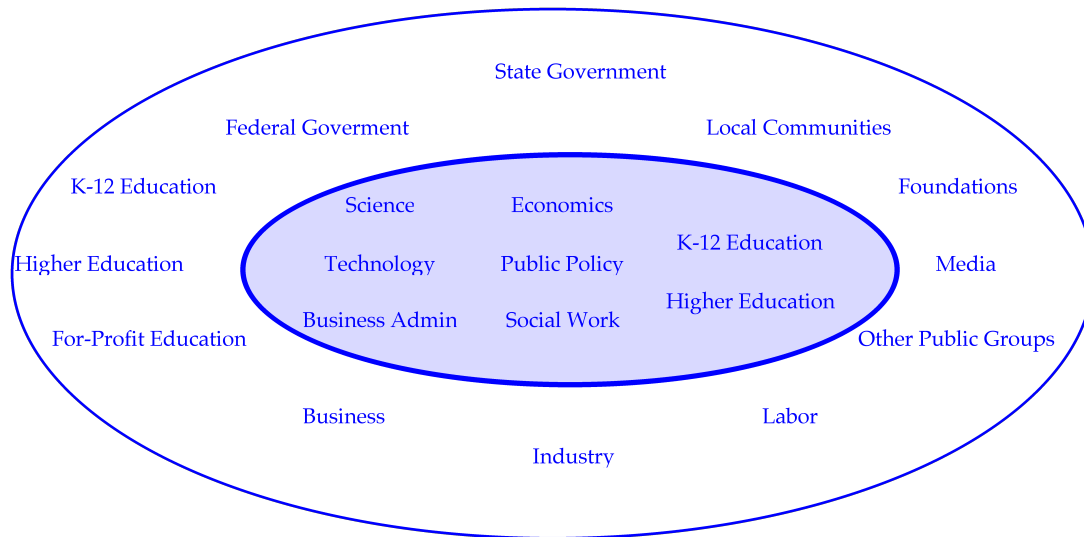 State Government
Federal Goverment
Local Communities
K-12 Education
Foundations
Science
Economics
K-12 Education
Higher Education
Technology
Public Policy
Media
Higher Education
Business Admin
Social Work
For-Profit Education
Other Public Groups
Business
Labor
Industry